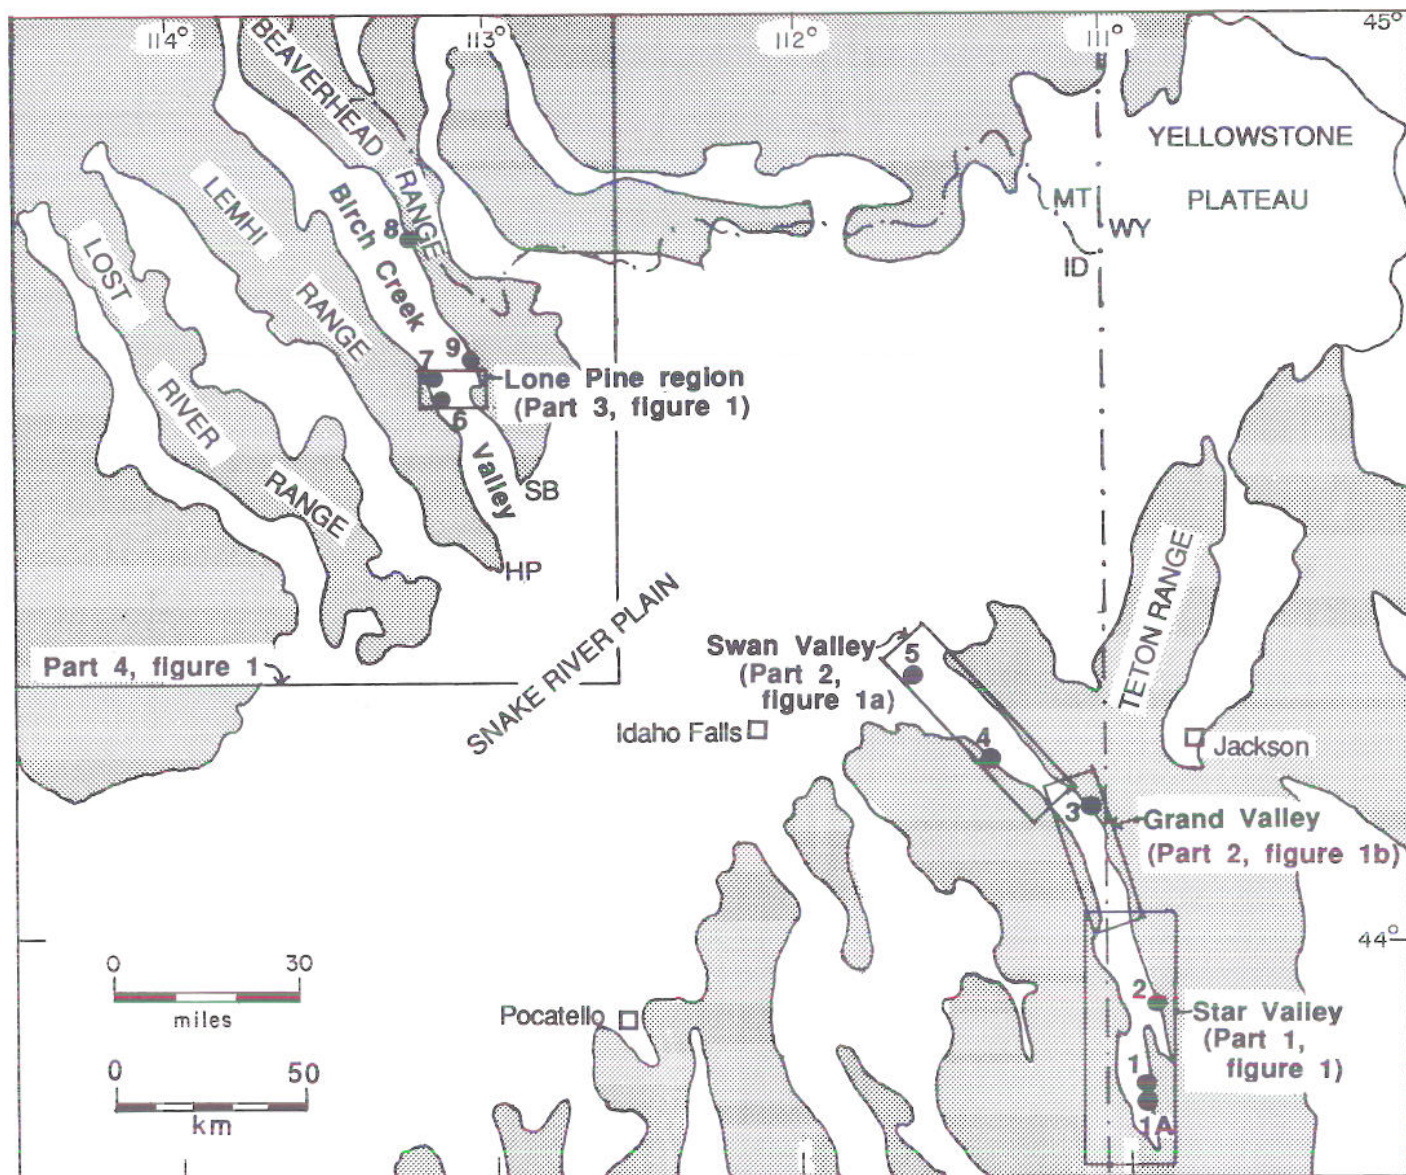 114°
113°
112°
111°
45°
BEAVERHEAD
RANGE
YELLOWSTONE
PLATEAU
MT
WY
ID
LEMHI
RANGE
Birch Creek
Valley
LOST
RIVER
RANGE
8
9
7
6
Lone Pine region
(Part 3, figure 1)
SB
HP
SNAKE RIVER PLAIN
Part 4, figure 1
TETON RANGE
Swan Valley
(Part 2,
figure 1a)
5
Idaho Falls
4
Jackson
3
Grand Valley
(Part 2, figure 1b)
44°
0 30
miles
0 50
km
Pocatello
2
Star Valley
(Part 1,
figure 1)
1
1A